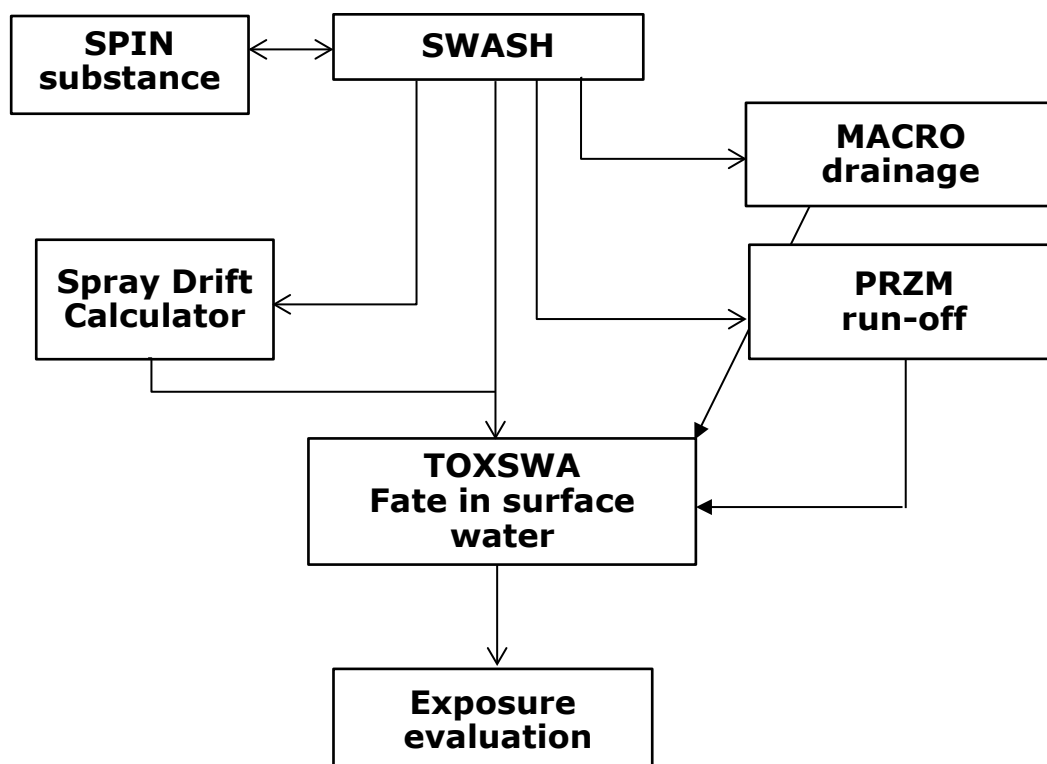 SPIN
substance
SWASH
MACRO
drainage
Spray Drift
Calculator
PRZM
run-off
TOXSWA
Fate in surface
water
Exposure
evaluation